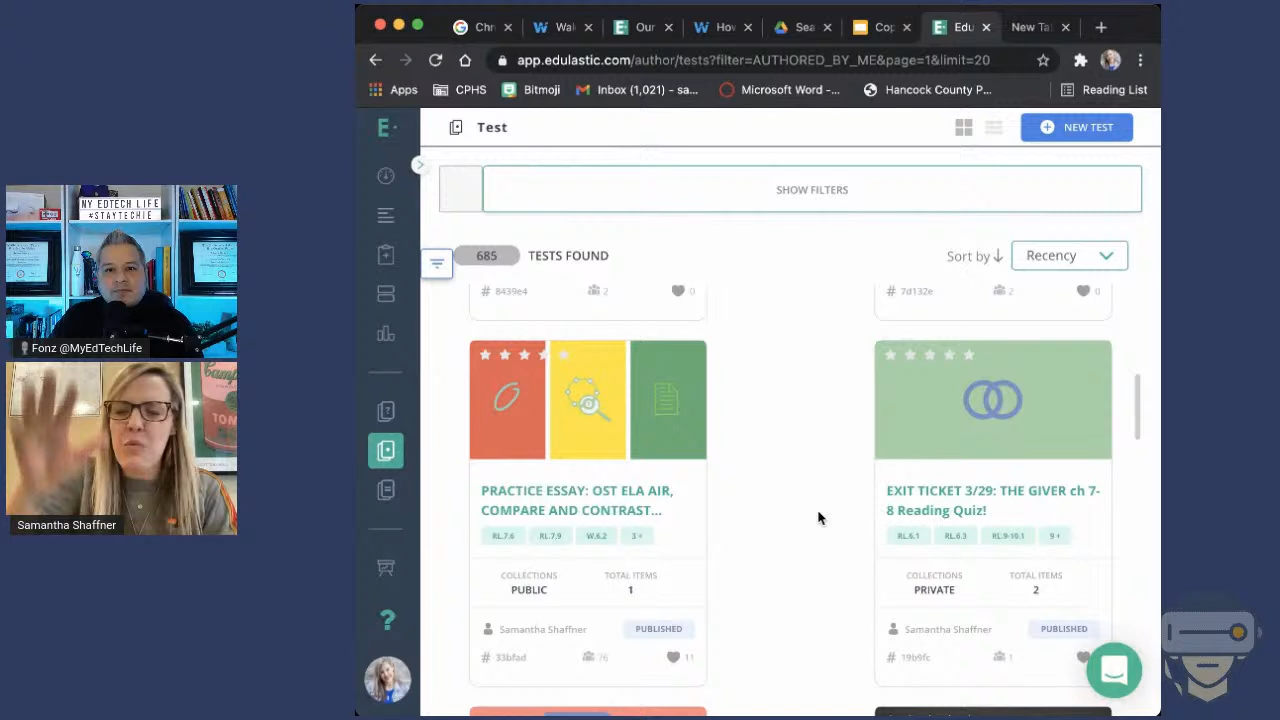 Chr
Wak
Our
How
Sea
Cop
Edu
New Ta
app.edulastic.com/author/tests?filter=AUTHORED_BY_ME&page=1&limit=20
Apps
CPHS
Bitmoji
Inbox (1,021) – sa...
Microsoft Word -...
Hancock County P...
Reading List
E
Test
NEW TEST
SHOW FILTERS
685 TESTS FOUND
Sort by
Recency
# 8439e4
2
0
# 7d132e
2
0
PRACTICE ESSAY: OST ELA AIR,
COMPARE AND CONTRAST...
RL.7.6
RL.7.9
W.6.2
3 +
COLLECTIONS
PUBLIC
TOTAL ITEMS
1
Samantha Shaffner
PUBLISHED
# 33bfad
76
11
EXIT TICKET 3/29: THE GIVER ch 7-
8 Reading Quiz!
RL.6.1
RL.6.3
RL.9-10.1
9 +
COLLECTIONS
PRIVATE
TOTAL ITEMS
2
Samantha Shaffner
PUBLISHED
# 19b9fc
1
?
MY EDTECH LIFE
#STAYTECHIE
Fonz @MyEdTechLife
Campbell
TOM
Samantha Shaffner